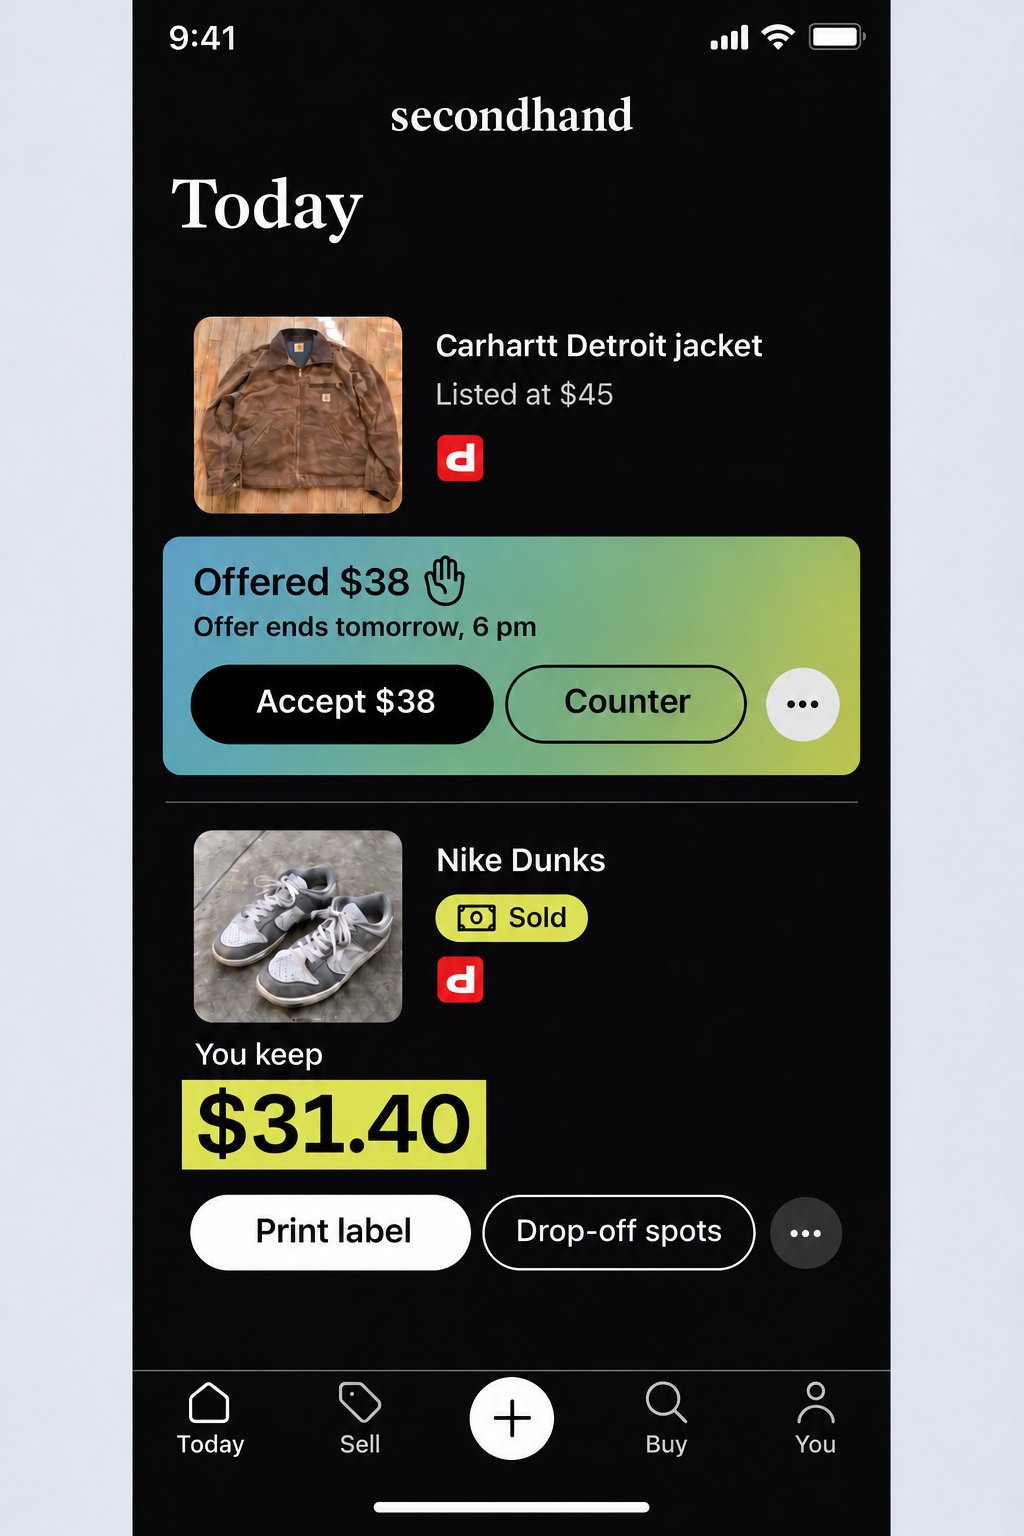 9:41
secondhand
Today
Carhartt Detroit jacket
Listed at $45
d
Offered $38
Offer ends tomorrow, 6 pm
Accept $38
Counter
Nike Dunks
Sold
d
You keep
$31.40
Print label
Drop-off spots
Today
Sell
Buy
You